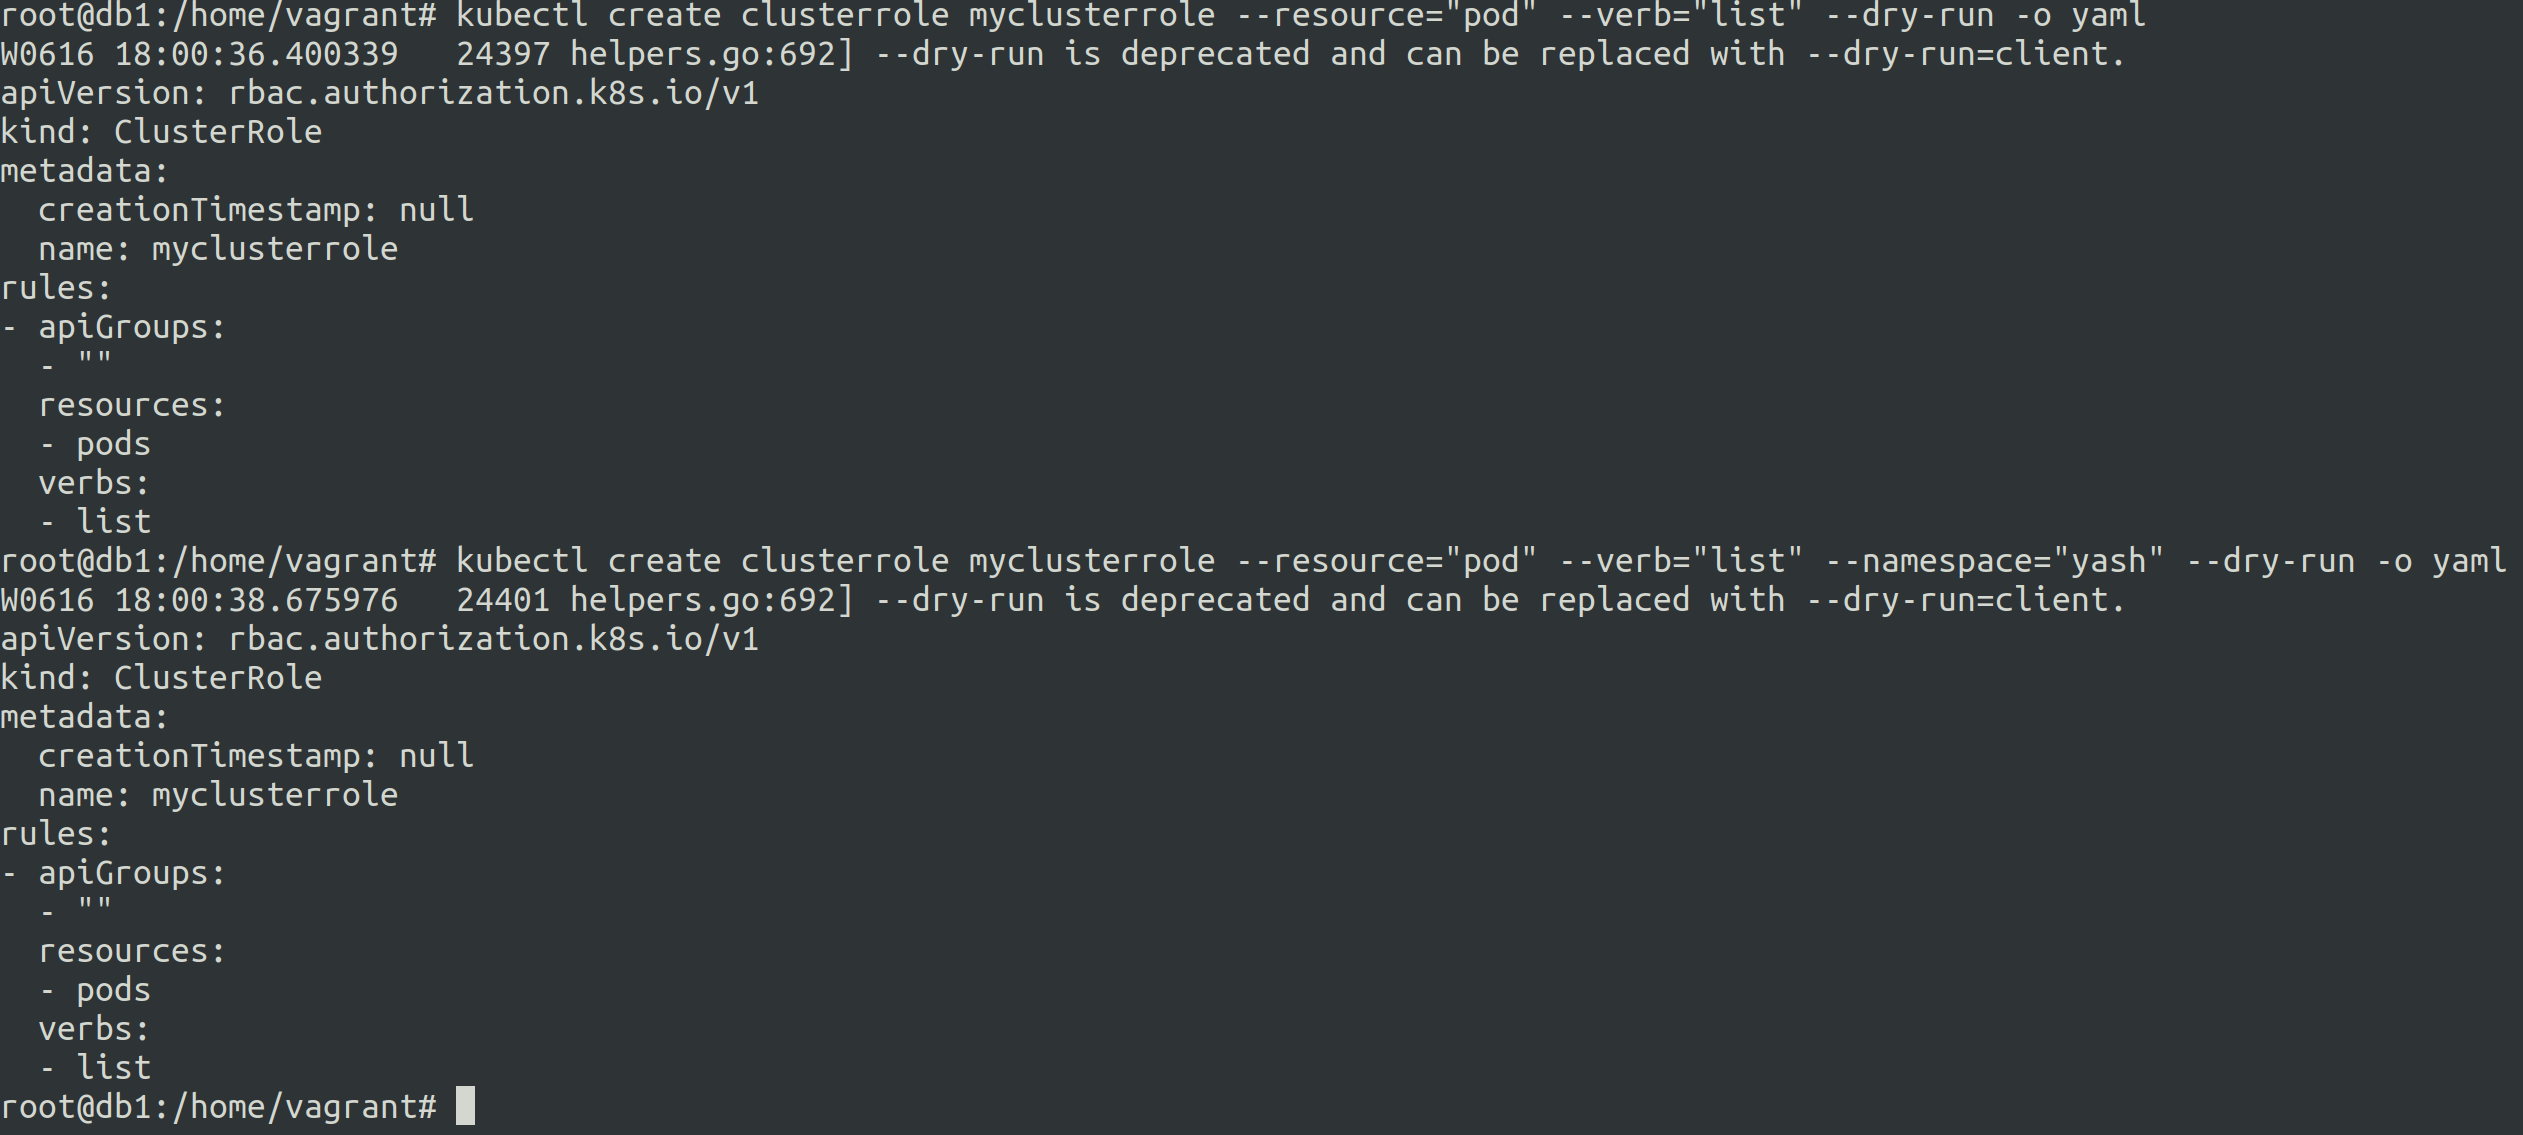 root@db1:/home/vagrant# kubectl create clusterrole myclusterrole --resource="pod" --verb="list" --dry-run -o yaml
W0616 18:00:36.400339   24397 helpers.go:692] --dry-run is deprecated and can be replaced with --dry-run=client.
apiVersion: rbac.authorization.k8s.io/v1
kind: ClusterRole
metadata:
  creationTimestamp: null
  name: myclusterrole
rules:
- apiGroups:
  - ""
  resources:
  - pods
  verbs:
  - list
root@db1:/home/vagrant# kubectl create clusterrole myclusterrole --resource="pod" --verb="list" --namespace="yash" --dry-run -o yaml
W0616 18:00:38.675976   24401 helpers.go:692] --dry-run is deprecated and can be replaced with --dry-run=client.
apiVersion: rbac.authorization.k8s.io/v1
kind: ClusterRole
metadata:
  creationTimestamp: null
  name: myclusterrole
rules:
- apiGroups:
  - ""
  resources:
  - pods
  verbs:
  - list
root@db1:/home/vagrant#